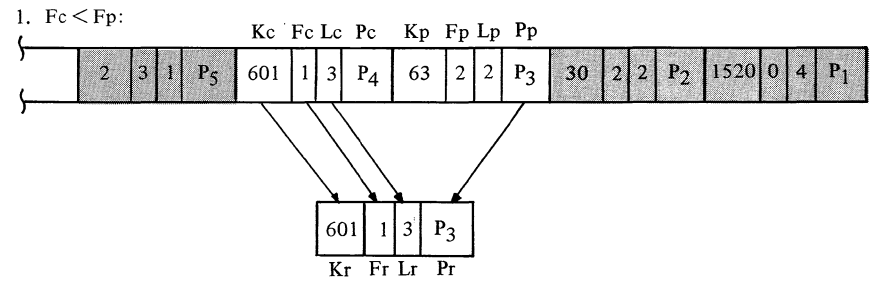 1. Fc < Fp:
Kc Fc Lc Pc Kp Fp Lp Pp
2 3 1 P5 601 1 3 P4 63 2 2 P3 30 2 2 P2 1520 0 4 P1
601 1 3 P3
Kr Fr Lr Pr